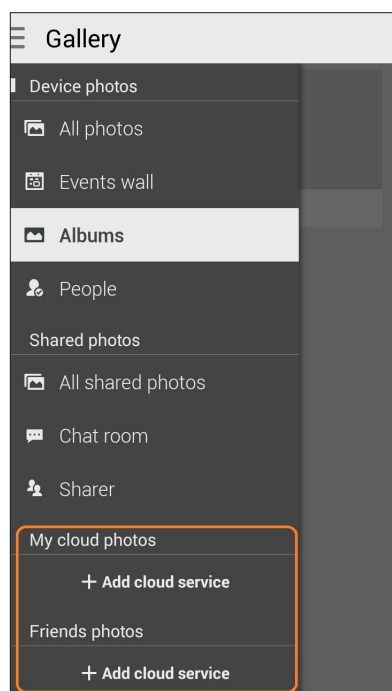 Gallery
Device photos
All photos
Events wall
Albums
People
Shared photos
All shared photos
Chat room
Sharer
My cloud photos
+ Add cloud service
Friends photos
+ Add cloud service